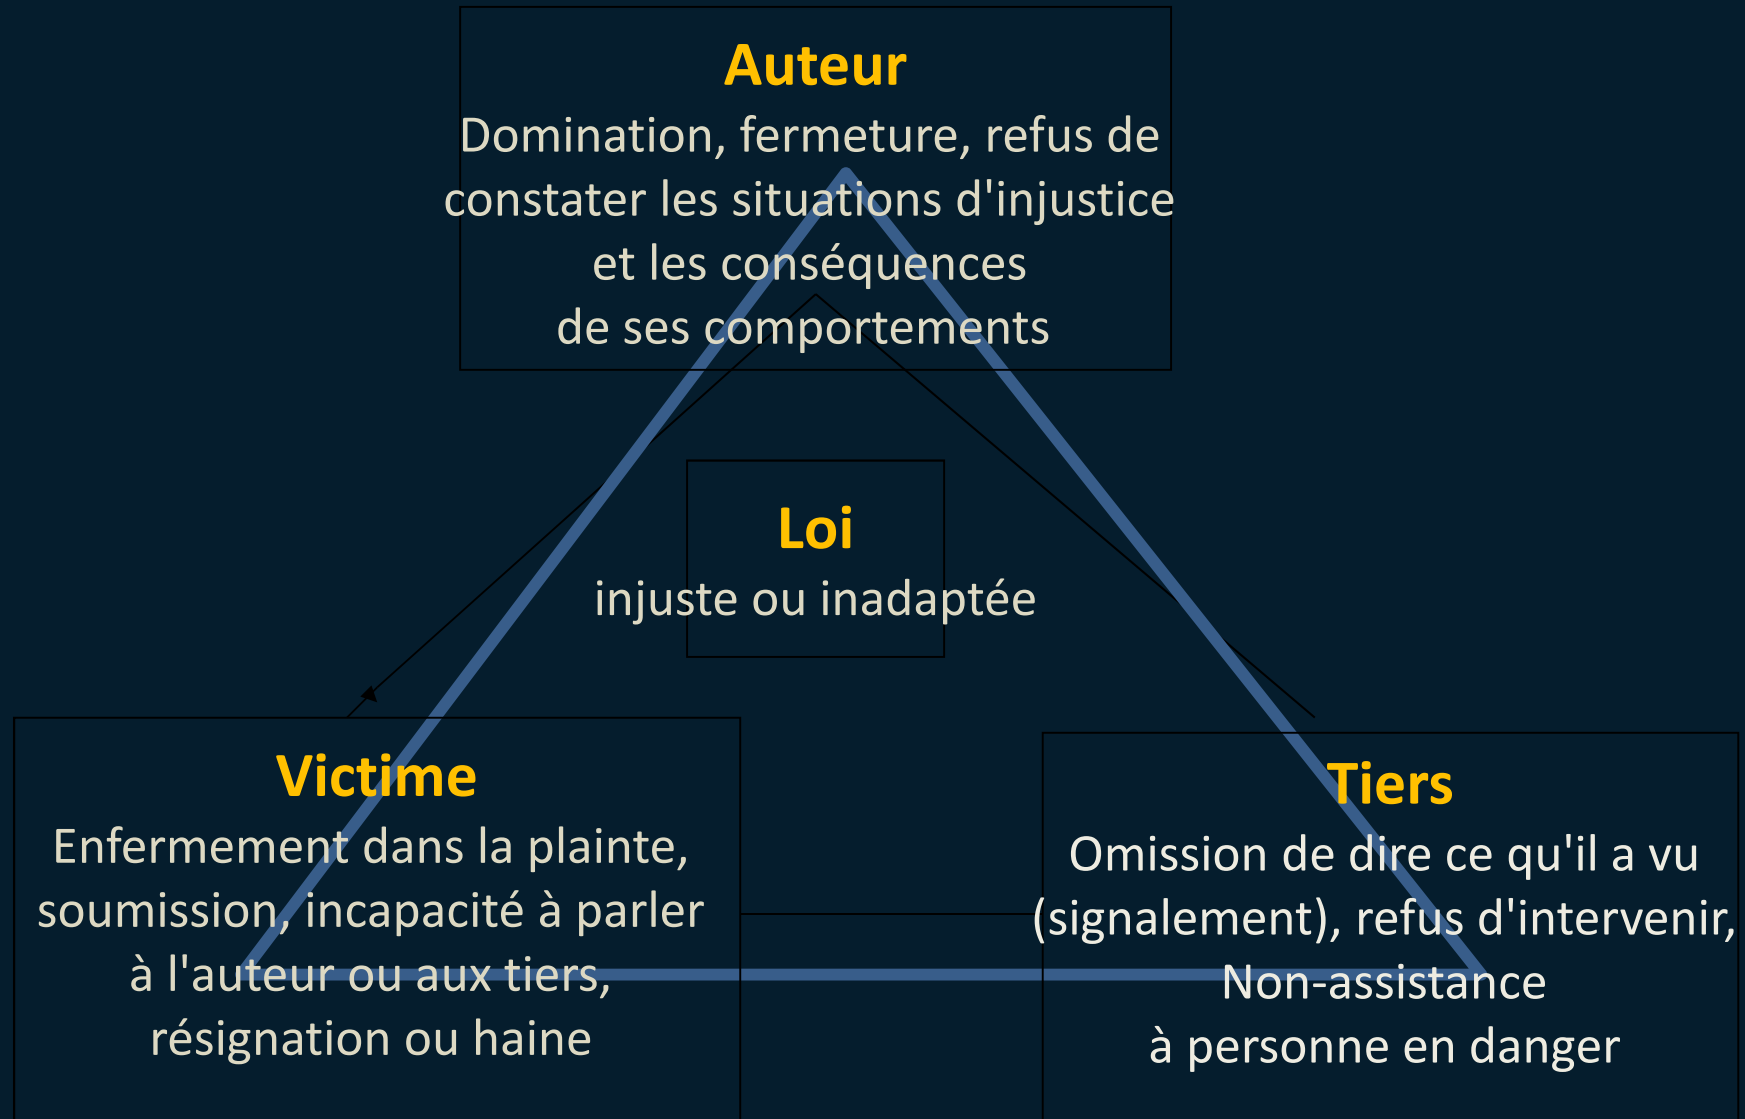 Auteur
Domination, fermeture, refus de
constater les situations d'injustice
et les conséquences
de ses comportements
Loi
injuste ou inadaptée
Victime
Enfermement dans la plainte,
soumission, incapacité à parler
à l'auteur ou aux tiers,
résignation ou haine
Tiers
Omission de dire ce qu'il a vu
(signalement), refus d'intervenir,
Non-assistance
à personne en danger